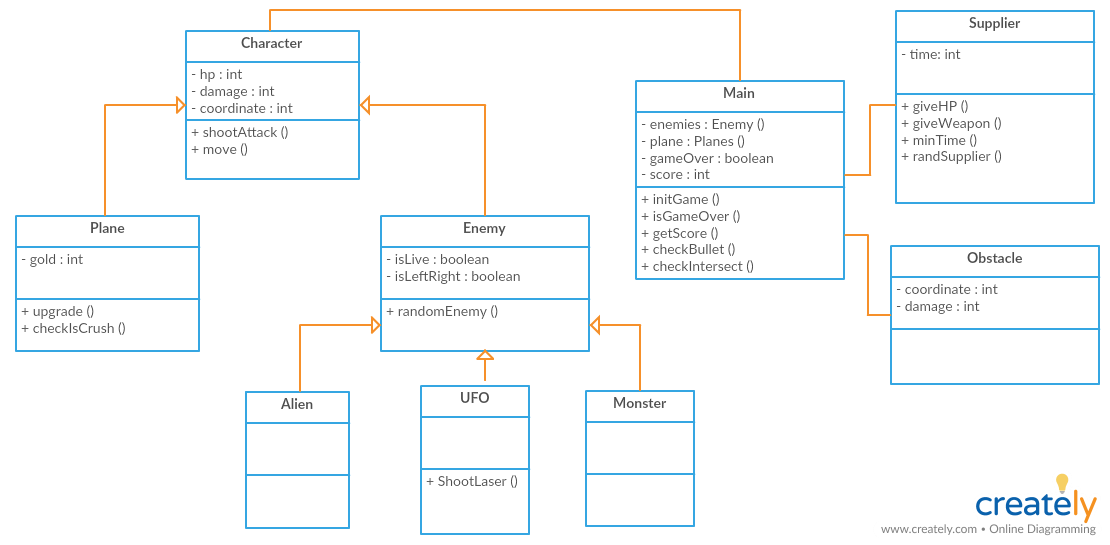 Character
- hp : int
- damage : int
- coordinate : int
+ shootAttack ()
+ move ()
Main
- enemies : Enemy ()
- plane : Planes ()
- gameOver : boolean
- score : int
+ initGame ()
+ isGameOver ()
+ getScore ()
+ checkBullet ()
+ checkIntersect ()
Supplier
- time: int
+ giveHP ()
+ giveWeapon ()
+ minTime ()
+ randSupplier ()
Plane
- gold : int
+ upgrade ()
+ checkIsCrush ()
Enemy
- isLive : boolean
- isLeftRight : boolean
+ randomEnemy ()
Obstacle
- coordinate : int
- damage : int
Alien
UFO
+ ShootLaser ()
Monster
creately
www.creately.com • Online Diagramming